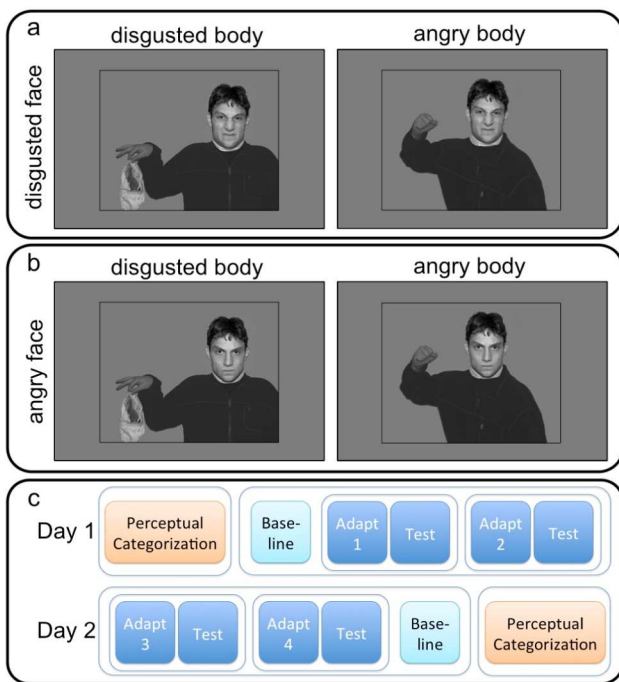 a
disgusted body
angry body
disgusted face
b
disgusted body
angry body
angry face
c
Day 1
Perceptual
Categorization
Base-
line
Adapt
1
Test
Adapt
2
Test
Day 2
Adapt
3
Test
Adapt
4
Test
Base-
line
Perceptual
Categorization